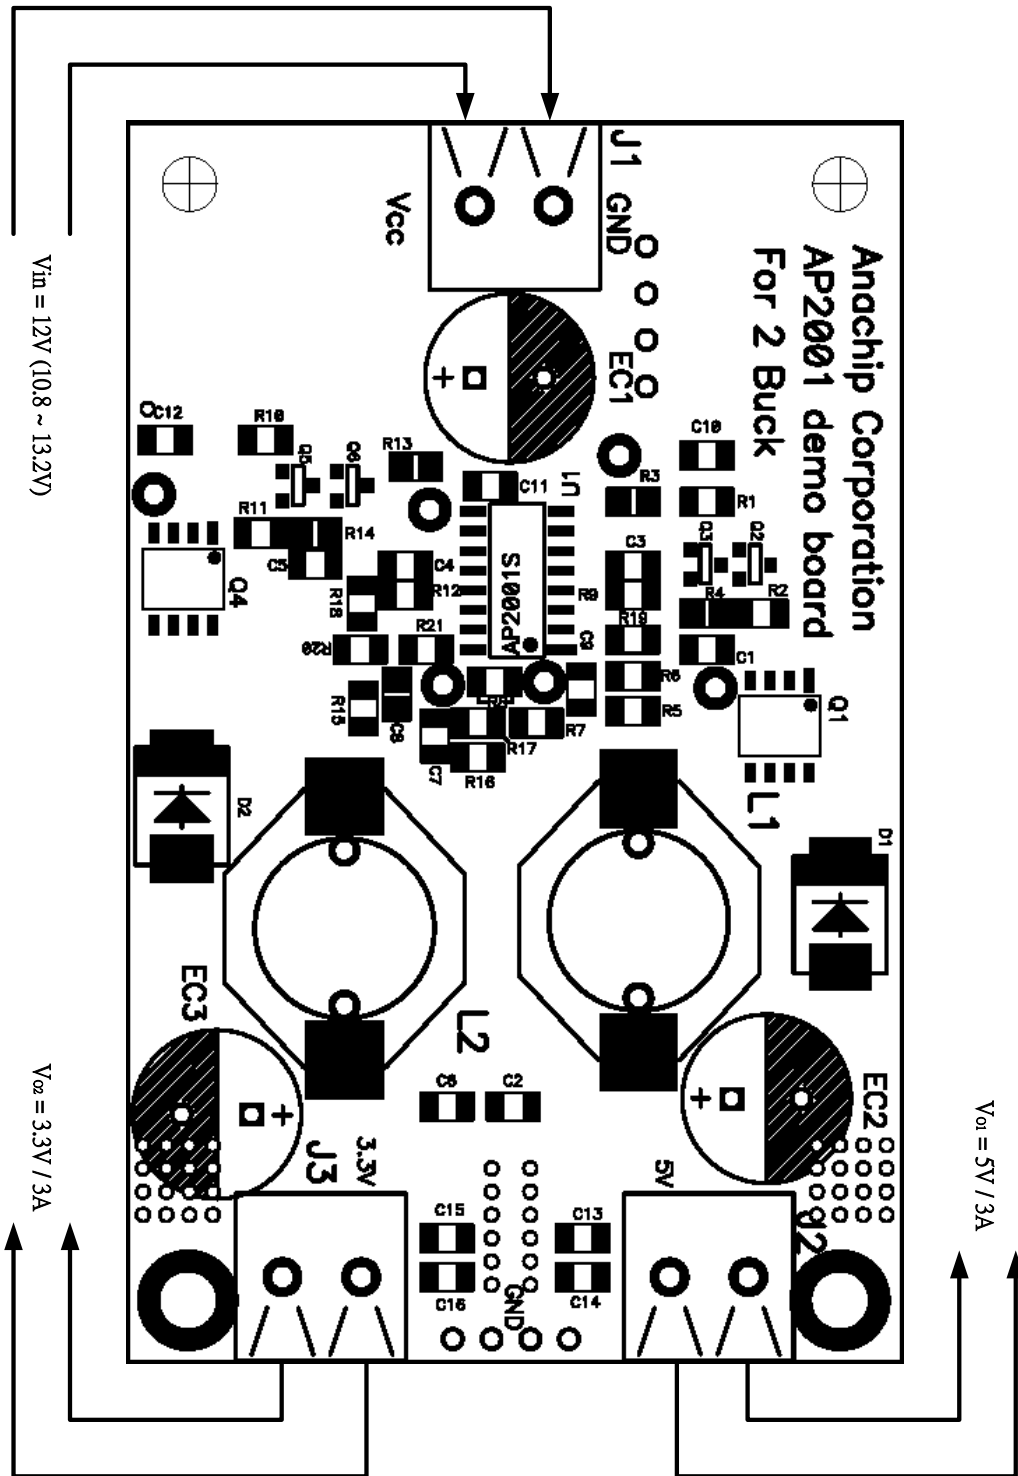 J1
Vcc
GND
Anachip Corporation
AP2001 demo board
For 2 Buck
Vin = 12V (10.8 ~ 13.2V)
EC1
C12
R10
R13
Q5
Q6
C11
U1
R3
C10
R1
R11
R14
C5
C4
R12
Q4
R18
AP2001S
C3
R9
Q3
Q2
R4
R2
R19
R20
R21
C9
C1
R6
R15
C8
R8
R5
Q1
R17
R7
C7
R16
L1
D2
D1
EC3
L2
C6
C2
EC2
Vo2 = 3.3V / 3A
Vo1 = 5V / 3A
J3
3.3V
5V
J2
C15
C13
C16
C14
GND